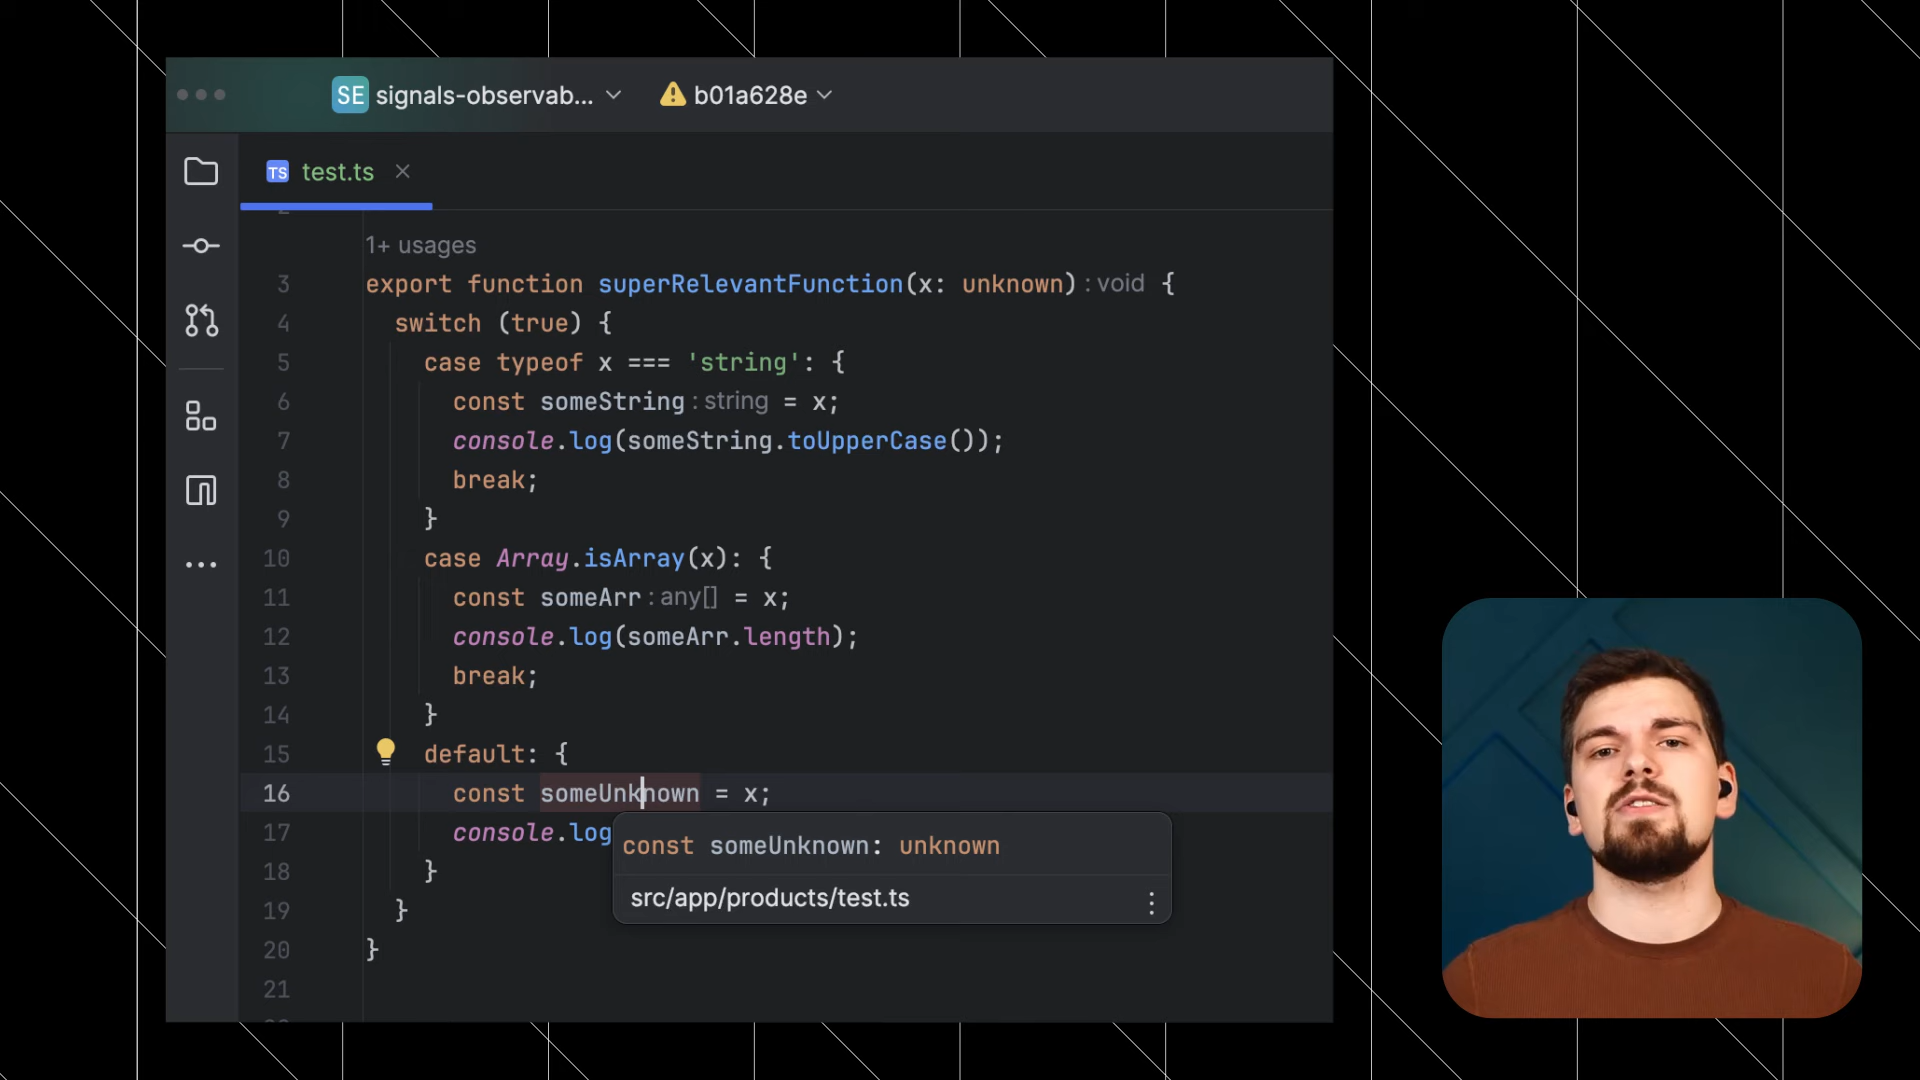 SE signals-observab... b01a628e
TS test.ts
1+ usages
3 export function superRelevantFunction(x: unknown) : void {
4 switch (true) {
5 case typeof x === 'string': {
6 const someString : string = x;
7 console.log(someString.toUpperCase());
8 break;
9 }
10 case Array.isArray(x): {
11 const someArr : any[] = x;
12 console.log(someArr.length);
13 break;
14 }
15 default: {
16 const someUnknown = x;
17 console.log
const someUnknown: unknown
18 }
src/app/products/test.ts
19 }
20 }
21